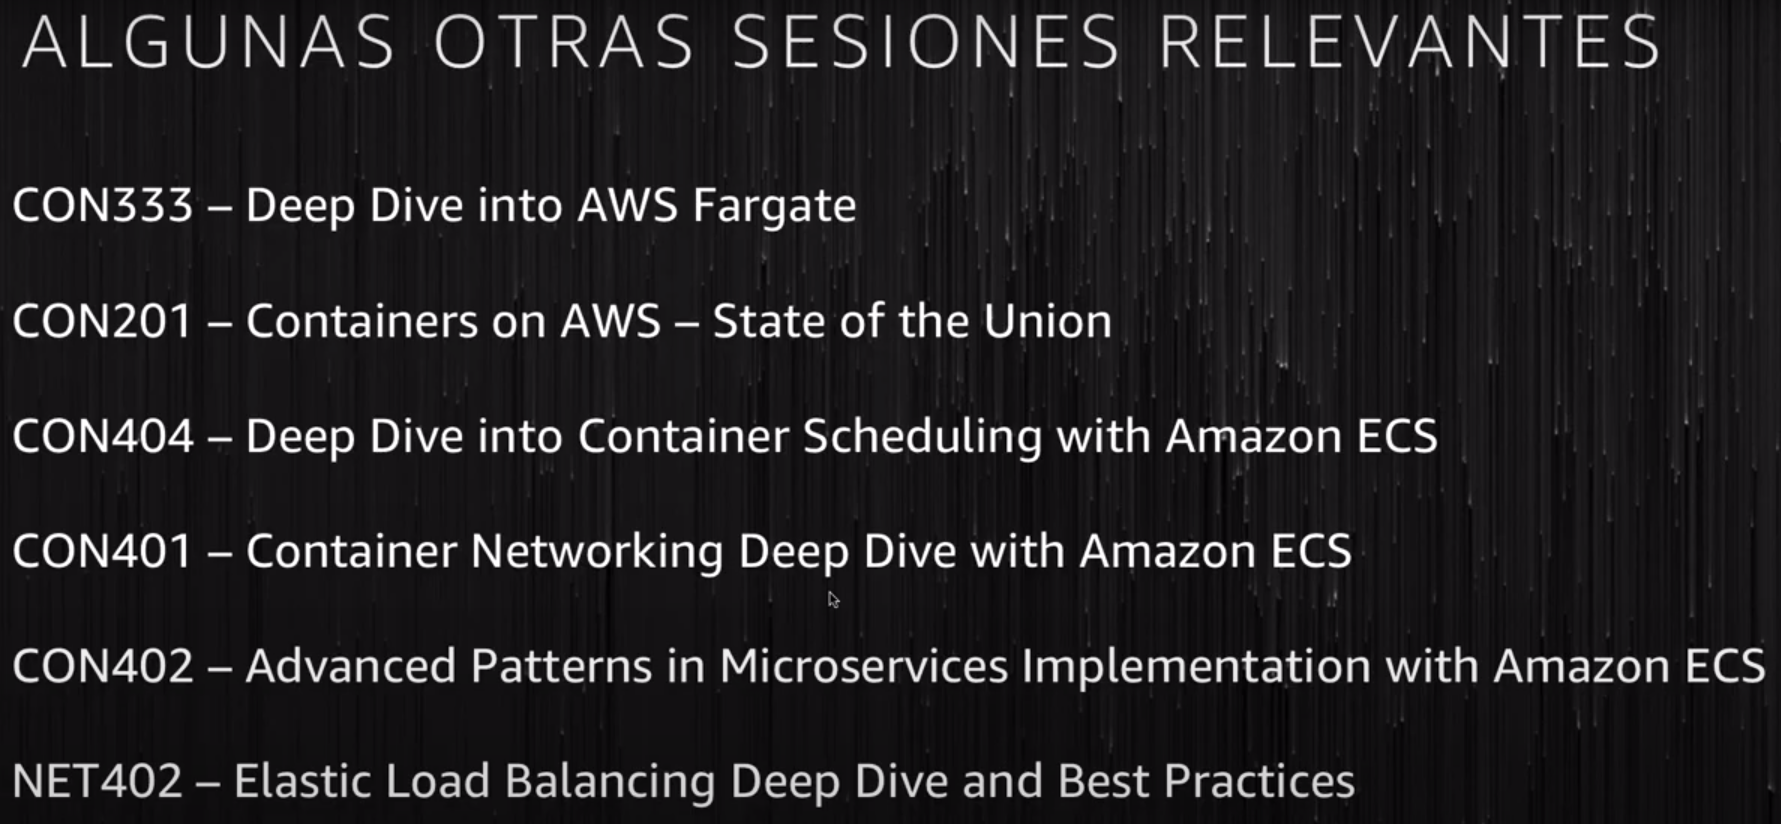 ALGUNAS OTRAS SESIONES RELEVANTES
CON333 – Deep Dive into AWS Fargate
CON201 – Containers on AWS – State of the Union
CON404 – Deep Dive into Container Scheduling with Amazon ECS
CON401 – Container Networking Deep Dive with Amazon ECS
CON402 – Advanced Patterns in Microservices Implementation with Amazon ECS
NET402 – Elastic Load Balancing Deep Dive and Best Practices